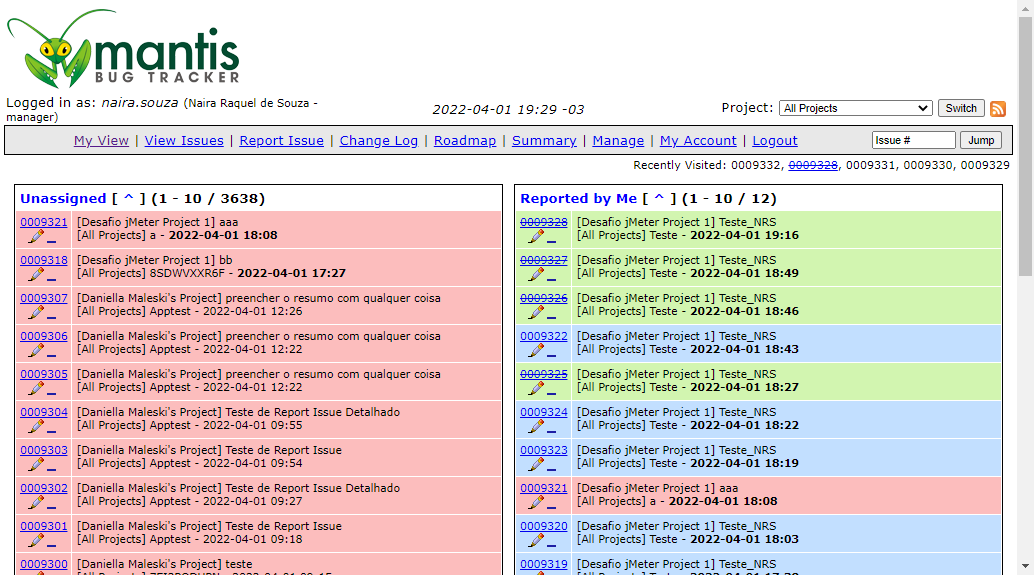 mantis
BUG TRACKER
Logged in as: naira.souza (Naira Raquel de Souza - manager)
2022-04-01 19:29 -03
Project: All Projects Switch
My View | View Issues | Report Issue | Change Log | Roadmap | Summary | Manage | My Account | Logout
Issue # Jump
Recently Visited: 0009332, 0009328, 0009331, 0009330, 0009329
Unassigned [ ^ ] (1 - 10 / 3638)
0009321 [Desafio jMeter Project 1] aaa
[All Projects] a - 2022-04-01 18:08
0009318 [Desafio jMeter Project 1] bb
[All Projects] 8SDWVXXR6F - 2022-04-01 17:27
0009307 [Daniella Maleski's Project] preencher o resumo com qualquer coisa
[All Projects] Apptest - 2022-04-01 12:26
0009306 [Daniella Maleski's Project] preencher o resumo com qualquer coisa
[All Projects] Apptest - 2022-04-01 12:22
0009305 [Daniella Maleski's Project] preencher o resumo com qualquer coisa
[All Projects] Apptest - 2022-04-01 12:22
0009304 [Daniella Maleski's Project] Teste de Report Issue Detalhado
[All Projects] Apptest - 2022-04-01 09:55
0009303 [Daniella Maleski's Project] Teste de Report Issue
[All Projects] Apptest - 2022-04-01 09:54
0009302 [Daniella Maleski's Project] Teste de Report Issue Detalhado
[All Projects] Apptest - 2022-04-01 09:27
0009301 [Daniella Maleski's Project] Teste de Report Issue
[All Projects] Apptest - 2022-04-01 09:18
0009300 [Daniella Maleski's Project] teste
[All Projects]
Reported by Me [ ^ ] (1 - 10 / 12)
0009328 [Desafio jMeter Project 1] Teste_NRS
[All Projects] Teste - 2022-04-01 19:16
0009327 [Desafio jMeter Project 1] Teste_NRS
[All Projects] Teste - 2022-04-01 18:49
0009326 [Desafio jMeter Project 1] Teste_NRS
[All Projects] Teste - 2022-04-01 18:46
0009322 [Desafio jMeter Project 1] Teste_NRS
[All Projects] Teste - 2022-04-01 18:43
0009325 [Desafio jMeter Project 1] Teste_NRS
[All Projects] Teste - 2022-04-01 18:27
0009324 [Desafio jMeter Project 1] Teste_NRS
[All Projects] Teste - 2022-04-01 18:22
0009323 [Desafio jMeter Project 1] Teste_NRS
[All Projects] Teste - 2022-04-01 18:19
0009321 [Desafio jMeter Project 1] aaa
[All Projects] a - 2022-04-01 18:08
0009320 [Desafio jMeter Project 1] Teste_NRS
[All Projects] Teste - 2022-04-01 18:03
0009319 [Desafio jMeter Project 1] Teste_NRS
[All Projects] Teste